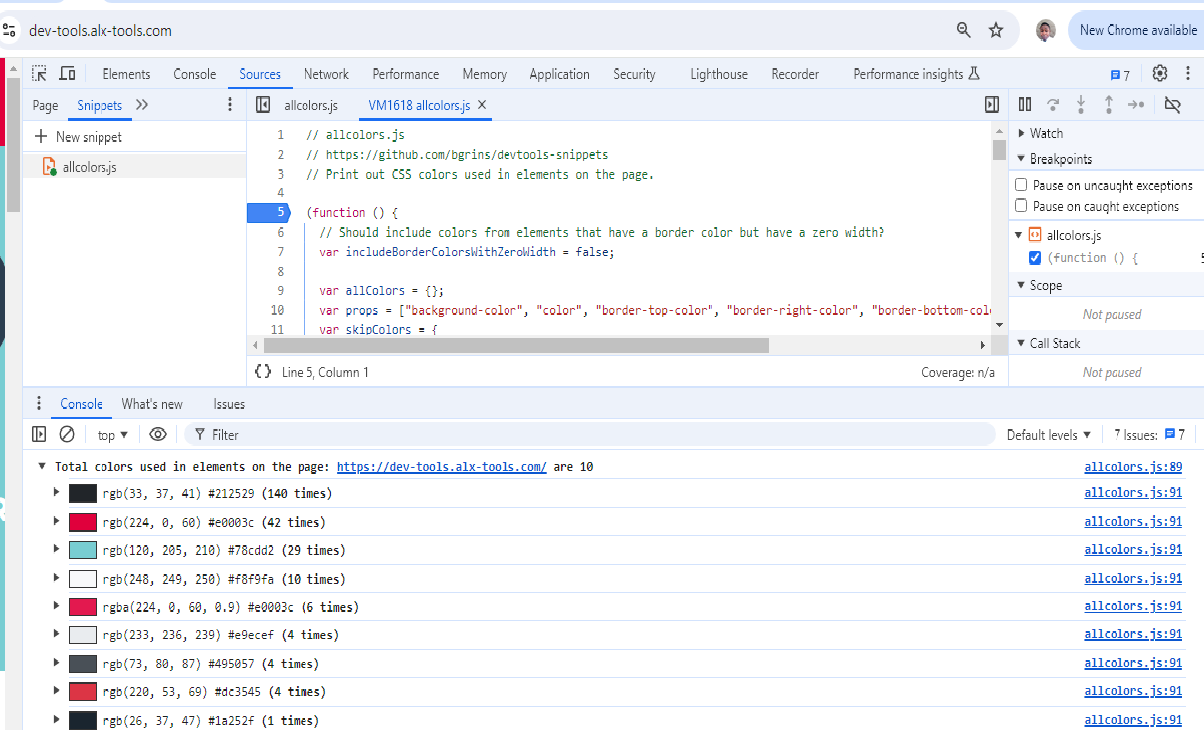 dev-tools.alx-tools.com
New Chrome available
Elements Console Sources Network Performance Memory Application Security Lighthouse Recorder Performance insights 7
Page Snippets allcolors.js VM1618 allcolors.js
New snippet
allcolors.js
1 // allcolors.js
2 // https://github.com/bgrins/devtools-snippets
3 // Print out CSS colors used in elements on the page.
4
5 (function () {
6 // Should include colors from elements that have a border color but have a zero width?
7 var includeBorderColorsWithZeroWidth = false;
8
9 var allColors = {};
10 var props = ["background-color", "color", "border-top-color", "border-right-color", "border-bottom-col
11 var skipColors = {
{} Line 5, Column 1 Coverage: n/a
Watch
Breakpoints
Pause on uncaught exceptions
Pause on caught exceptions
allcolors.js
(function () { 5
Scope
Not paused
Call Stack
Not paused
Console What's new Issues
top Filter Default levels 7 Issues: 7
Total colors used in elements on the page: https://dev-tools.alx-tools.com/ are 10 allcolors.js:89
rgb(33, 37, 41) #212529 (140 times) allcolors.js:91
rgb(224, 0, 60) #e0003c (42 times) allcolors.js:91
rgb(120, 205, 210) #78cdd2 (29 times) allcolors.js:91
rgb(248, 249, 250) #f8f9fa (10 times) allcolors.js:91
rgba(224, 0, 60, 0.9) #e0003c (6 times) allcolors.js:91
rgb(233, 236, 239) #e9ecef (4 times) allcolors.js:91
rgb(73, 80, 87) #495057 (4 times) allcolors.js:91
rgb(220, 53, 69) #dc3545 (4 times) allcolors.js:91
rgb(26, 37, 47) #1a252f (1 times) allcolors.js:91